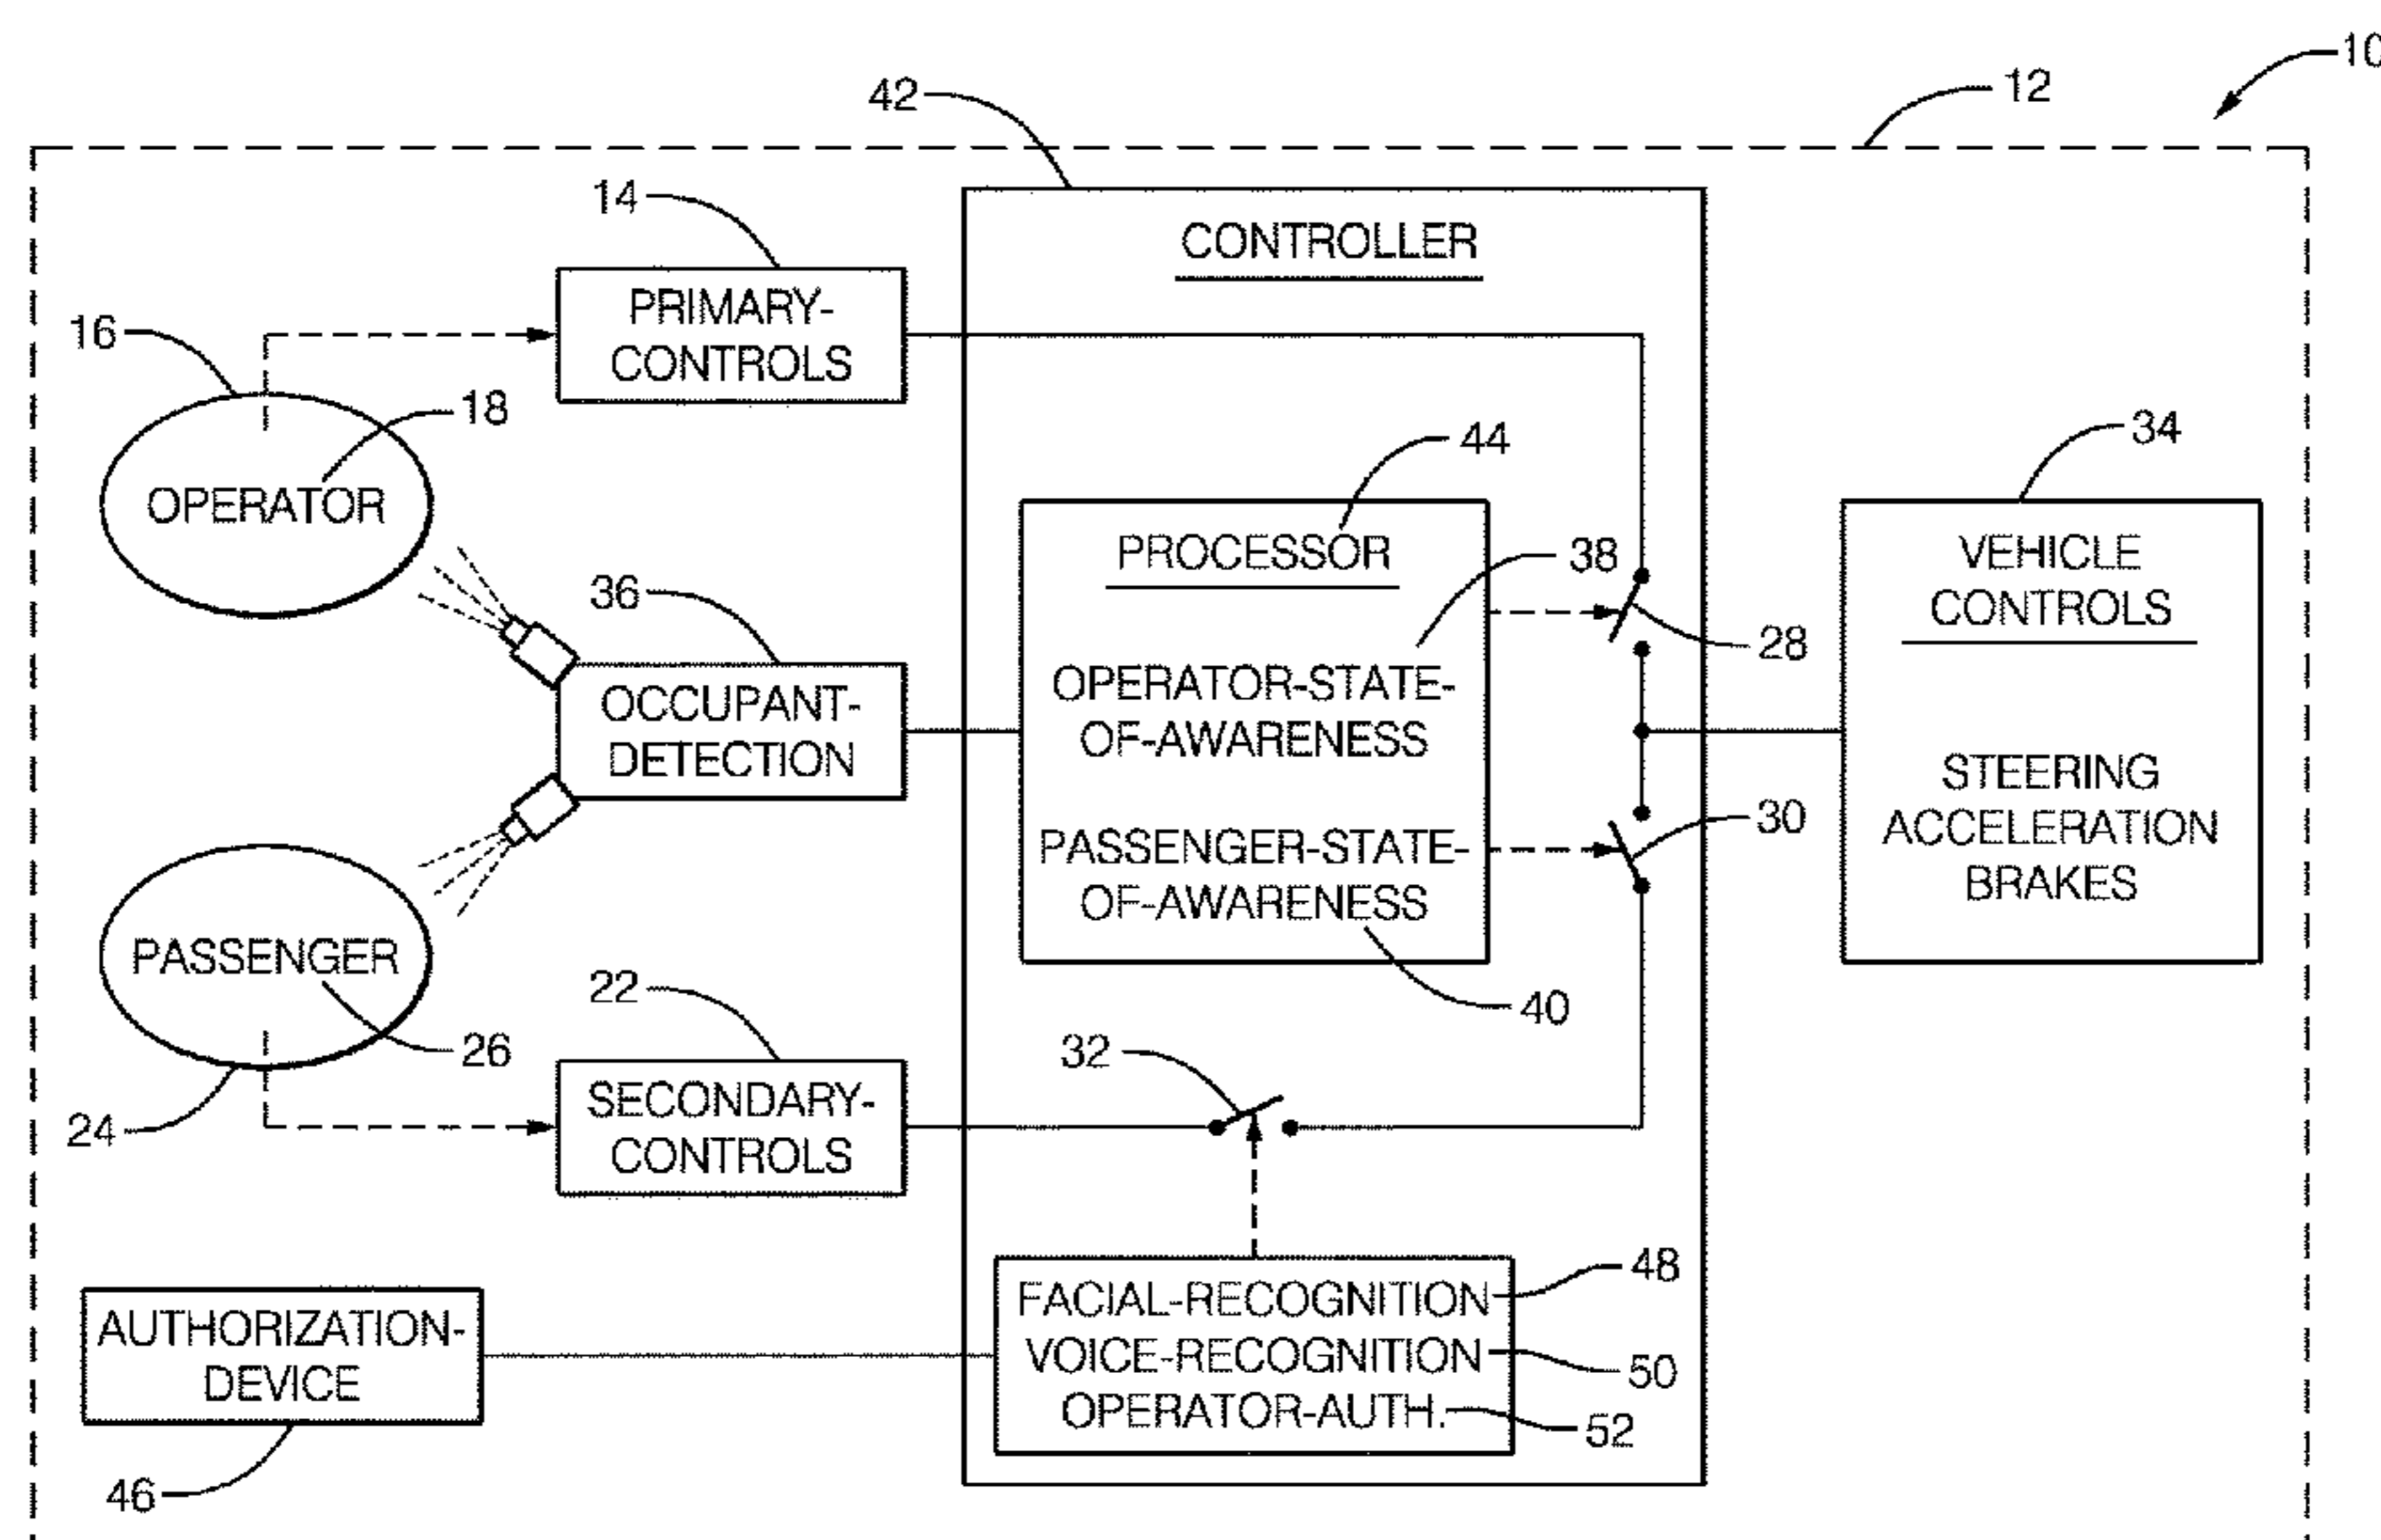 10
12
42
CONTROLLER
14
PRIMARY-
CONTROLS
16
18
OPERATOR
44
PROCESSOR
38
OPERATOR-STATE-
OF-AWARENESS
PASSENGER-STATE-
OF-AWARENESS
40
28
30
34
VEHICLE
CONTROLS
STEERING
ACCELERATION
BRAKES
36
OCCUPANT-
DETECTION
PASSENGER
26
24
22
SECONDARY-
CONTROLS
32
AUTHORIZATION-
DEVICE
46
FACIAL-RECOGNITION
48
VOICE-RECOGNITION
50
OPERATOR-AUTH.
52